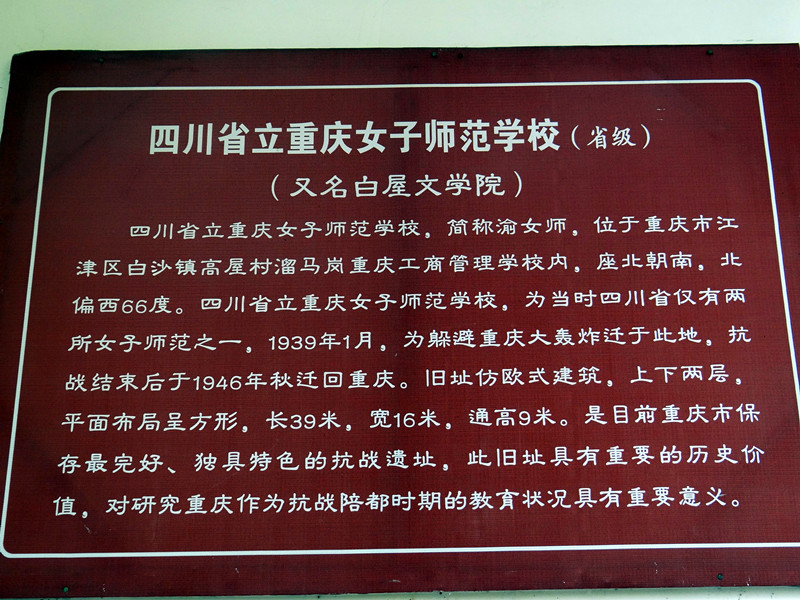 四川省立重庆女子师范学校（省级）
（又名白屋文学院）
四川省立重庆女子师范学校，简称渝女师，位于重庆市江
津区白沙镇高屋村溜马岗重庆工商管理学校内，座北朝南，北
偏西66度。四川省立重庆女子师范学校，为当时四川省仅有两
所女子师范之一，1939年1月，为躲避重庆大轰炸迁于此地，抗
战结束后于1946年秋迁回重庆。旧址仿欧式建筑，上下两层，
平面布局呈方形，长39米，宽16米，通高9米。是目前重庆市保
存最完好、独具特色的抗战遗址，此旧址具有重要的历史价
值，对研究重庆作为抗战陪都时期的教育状况具有重要意义。